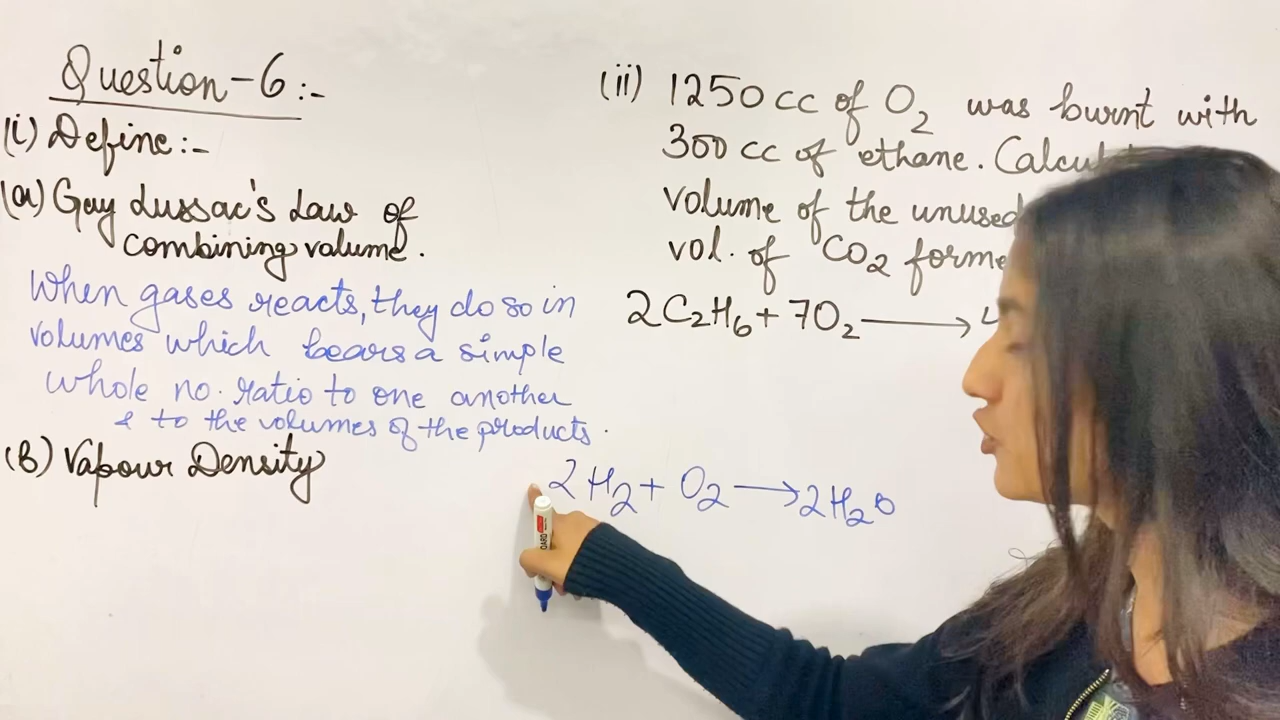 Question-6:-
(i) Define:-
(a) Gay Lussac's Law of
combining volume.
When gases reacts, they do so in
volumes which bears a simple
whole no. ratio to one another
& to the volumes of the products.
(B) Vapour Density
(ii) 1250 cc of O2 was burnt with
300 cc of ethane.
volume of the unused
vol. of CO2
2C2H6 + 7O2 ⟶
2H2 + O2 ⟶ 2H2O